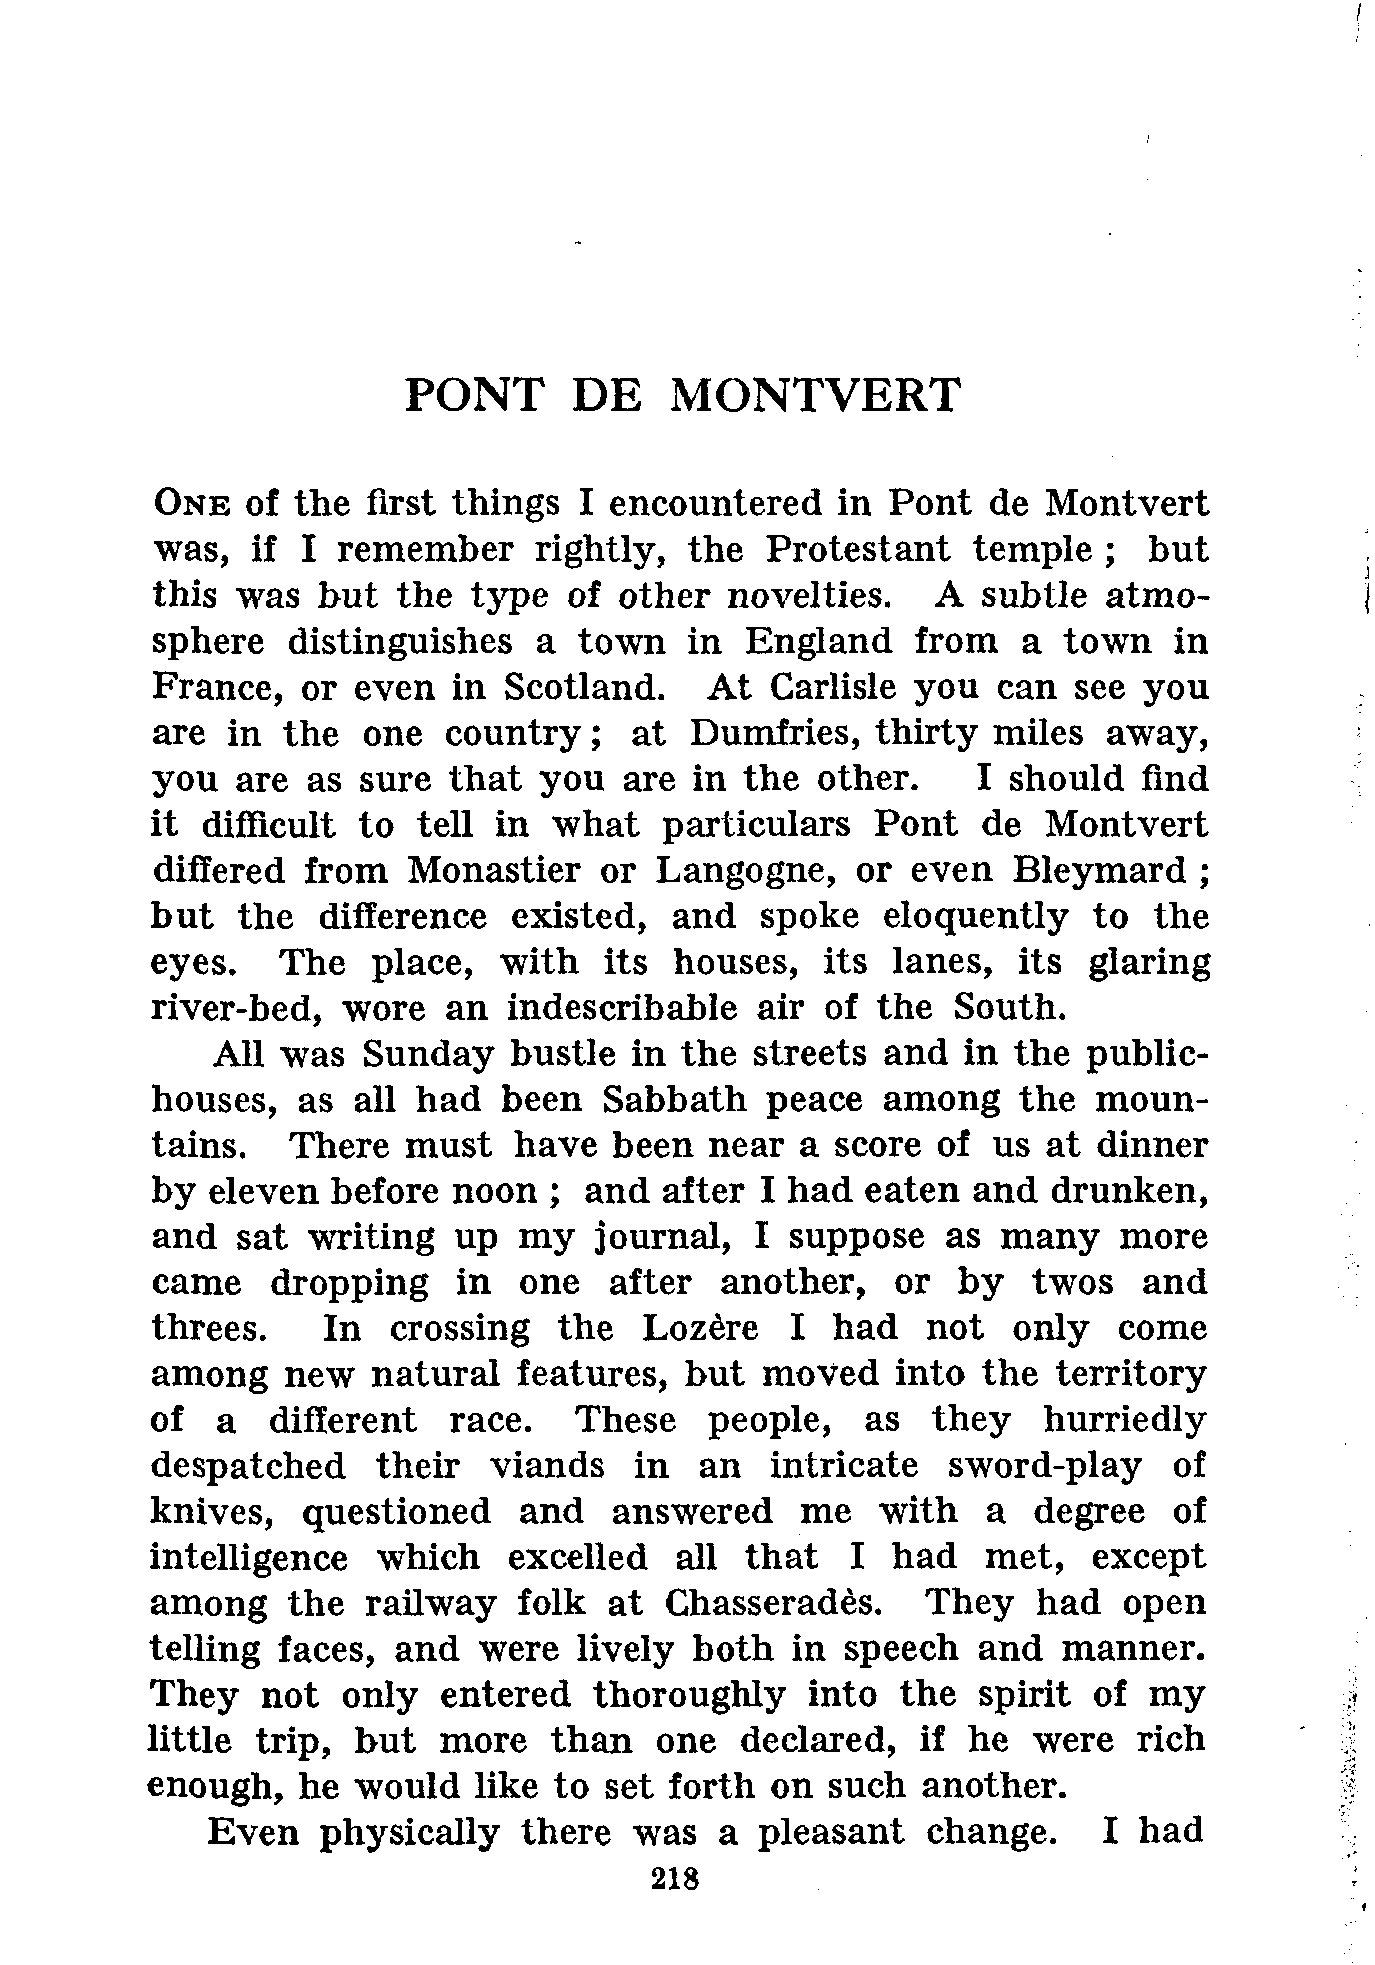 PONT DE MONTVERT
ONE of the first things I encountered in Pont de Montvert
was, if I remember rightly, the Protestant temple ; but
this was but the type of other novelties. A subtle atmo-
sphere distinguishes a town in England from a town in
France, or even in Scotland. At Carlisle you can see you
are in the one country ; at Dumfries, thirty miles away,
you are as sure that you are in the other. I should find
it difficult to tell in what particulars Pont de Montvert
differed from Monastier or Langogne, or even Bleymard ;
but the difference existed, and spoke eloquently to the
eyes. The place, with its houses, its lanes, its glaring
river-bed, wore an indescribable air of the South.
All was Sunday bustle in the streets and in the public-
houses, as all had been Sabbath peace among the moun-
tains. There must have been near a score of us at dinner
by eleven before noon ; and after I had eaten and drunken,
and sat writing up my journal, I suppose as many more
came dropping in one after another, or by twos and
threes. In crossing the Lozère I had not only come
among new natural features, but moved into the territory
of a different race. These people, as they hurriedly
despatched their viands in an intricate sword-play of
knives, questioned and answered me with a degree of
intelligence which excelled all that I had met, except
among the railway folk at Chasseradès. They had open
telling faces, and were lively both in speech and manner.
They not only entered thoroughly into the spirit of my
little trip, but more than one declared, if he were rich
enough, he would like to set forth on such another.
Even physically there was a pleasant change. I had
218